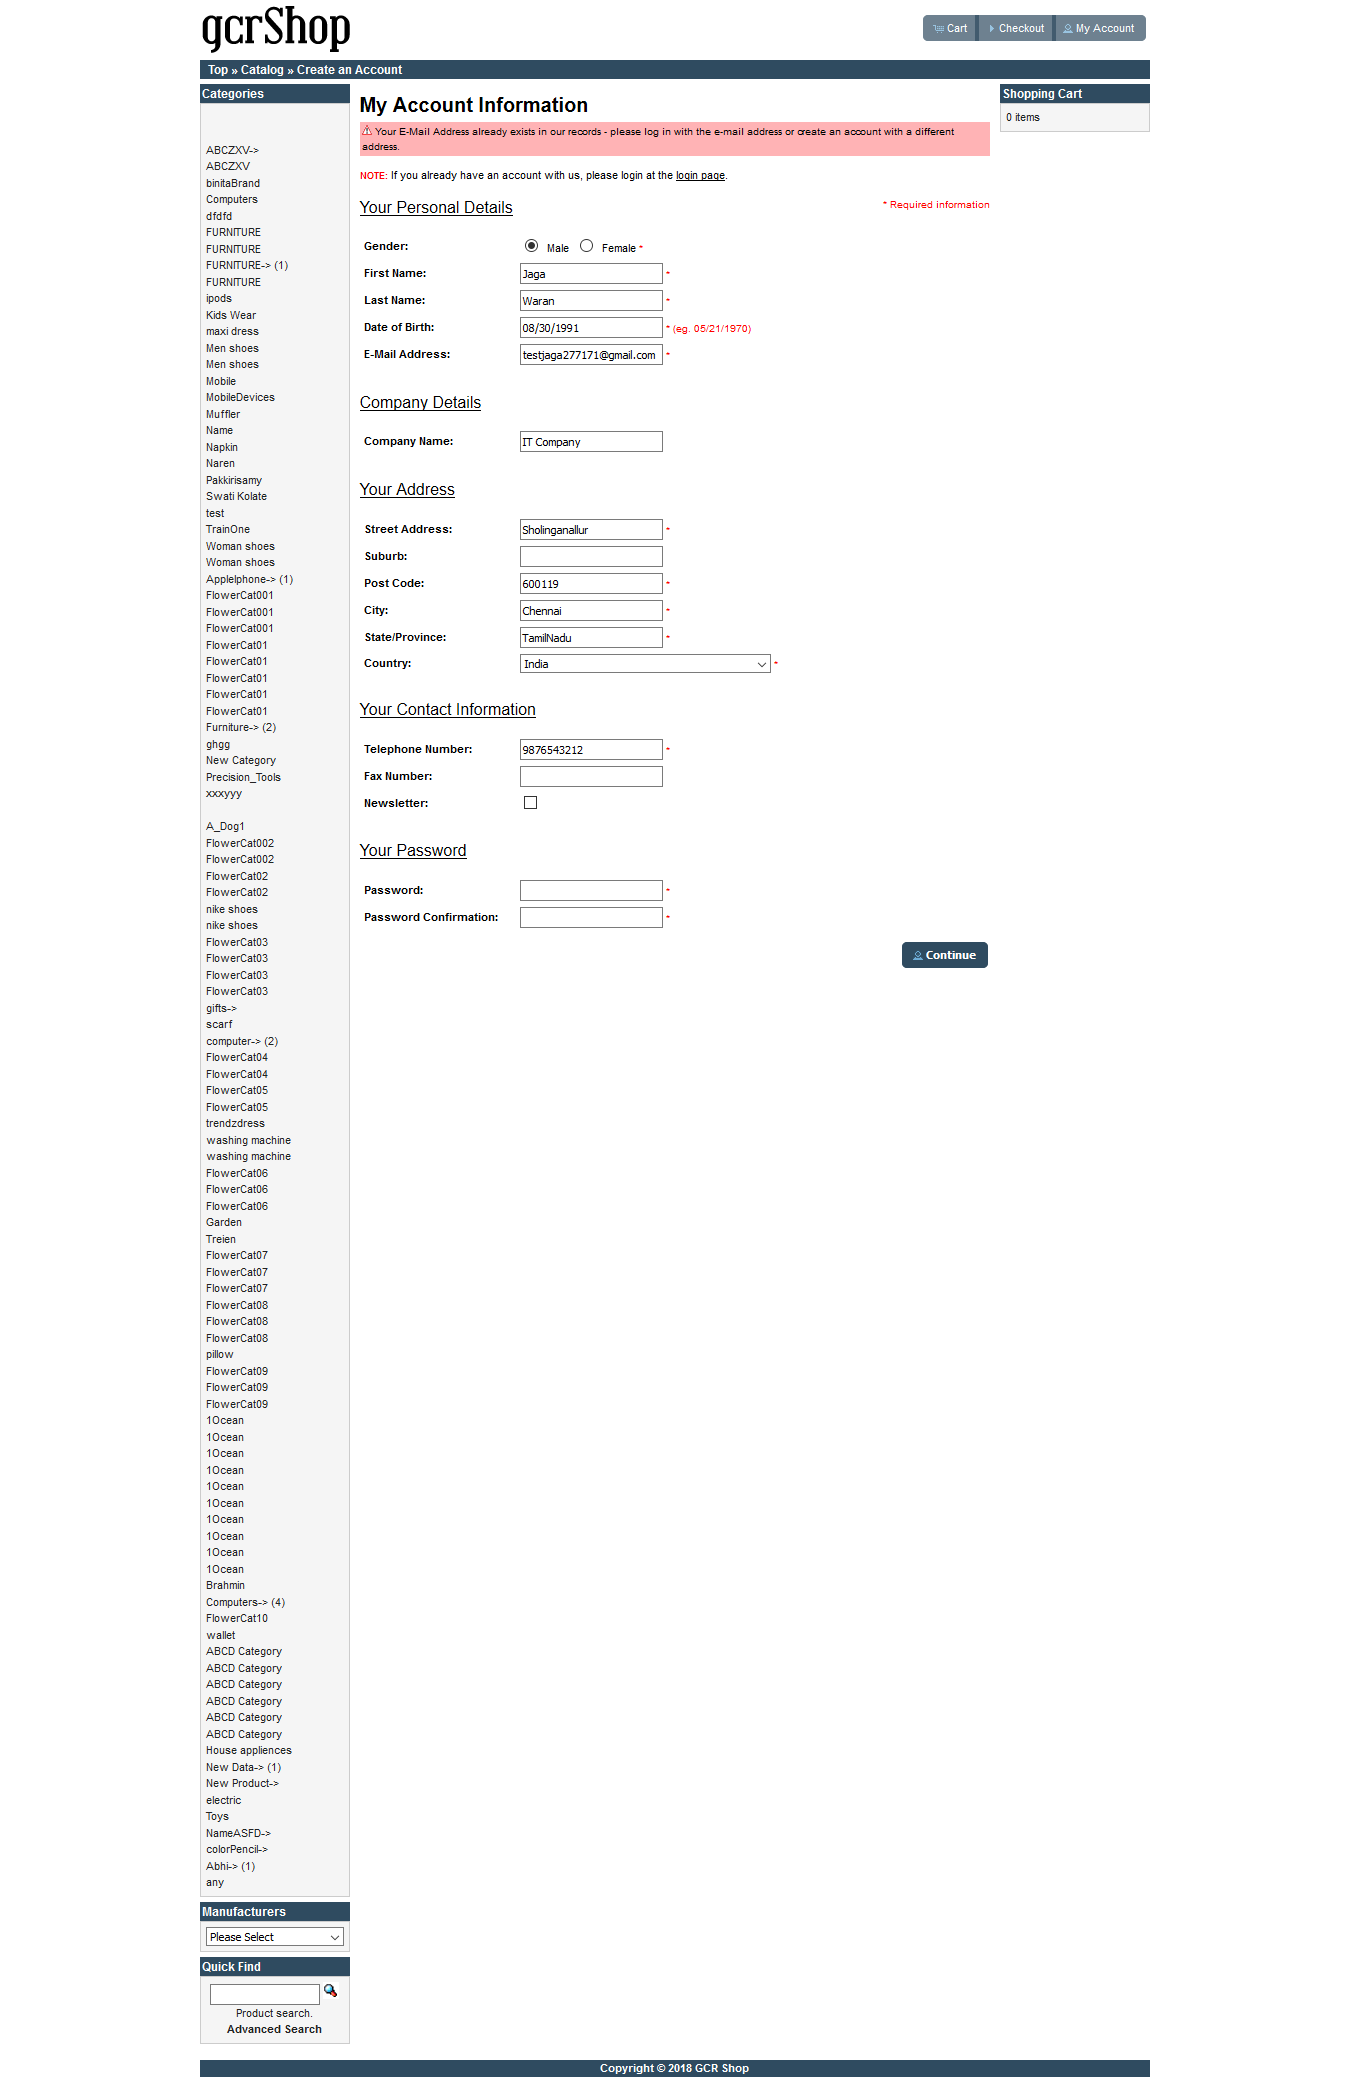 gcrShop
Cart Checkout My Account
Top » Catalog » Create an Account
Categories
ABCZXV->
ABCZXV
binitaBrand
Computers
dfdfd
FURNITURE
FURNITURE
FURNITURE-> (1)
FURNITURE
ipods
Kids Wear
maxi dress
Men shoes
Men shoes
Mobile
MobileDevices
Muffler
Name
Napkin
Naren
Pakkirisamy
Swati Kolate
test
TrainOne
Woman shoes
Woman shoes
AppleIphone-> (1)
FlowerCat001
FlowerCat001
FlowerCat001
FlowerCat01
FlowerCat01
FlowerCat01
FlowerCat01
FlowerCat01
Furniture-> (2)
ghgg
New Category
Precision_Tools
xxxyyy
A_Dog1
FlowerCat002
FlowerCat002
FlowerCat02
FlowerCat02
nike shoes
nike shoes
FlowerCat03
FlowerCat03
FlowerCat03
FlowerCat03
gifts->
scarf
computer-> (2)
FlowerCat04
FlowerCat04
FlowerCat05
FlowerCat05
trendzdress
washing machine
washing machine
FlowerCat06
FlowerCat06
FlowerCat06
Garden
Treien
FlowerCat07
FlowerCat07
FlowerCat07
FlowerCat08
FlowerCat08
FlowerCat08
pillow
FlowerCat09
FlowerCat09
FlowerCat09
1Ocean
1Ocean
1Ocean
1Ocean
1Ocean
1Ocean
1Ocean
1Ocean
1Ocean
1Ocean
Brahmin
Computers-> (4)
FlowerCat10
wallet
ABCD Category
ABCD Category
ABCD Category
ABCD Category
ABCD Category
ABCD Category
House appliences
New Data-> (1)
New Product->
electric
Toys
NameASFD->
colorPencil->
Abhi-> (1)
any
Manufacturers
Please Select
Quick Find
Product search.
Advanced Search
My Account Information
Your E-Mail Address already exists in our records - please log in with the e-mail address or create an account with a different
address.
NOTE: If you already have an account with us, please login at the login page.
Your Personal Details * Required information
Gender: Male Female *
First Name: Jaga *
Last Name: Waran *
Date of Birth: 08/30/1991 * (eg. 05/21/1970)
E-Mail Address: testjaga277171@gmail.com *
Company Details
Company Name: IT Company
Your Address
Street Address: Sholinganallur *
Suburb:
Post Code: 600119 *
City: Chennai *
State/Province: TamilNadu *
Country: India *
Your Contact Information
Telephone Number: 9876543212 *
Fax Number:
Newsletter:
Your Password
Password: *
Password Confirmation: *
Continue
Shopping Cart
0 items
Copyright © 2018 GCR Shop